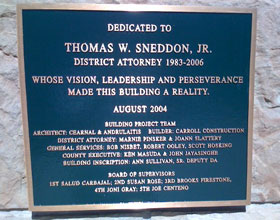 DEDICATED TO
THOMAS W. SNEDDON, JR.
DISTRICT ATTORNEY 1983-2006
WHOSE VISION, LEADERSHIP AND PERSEVERANCE
MADE THIS BUILDING A REALITY.
AUGUST 2004
BUILDING PROJECT TEAM
ARCHITECT: CEARNAL & ANDRULAITIS BUILDER: CARROLL CONSTRUCTION
DISTRICT ATTORNEY: MARNIE PINSKER & JOANN SLATTERY
GENERAL SERVICES: BOB NISBET, ROBERT OOLEY, SCOTT HOSKING
COUNTY EXECUTIVE: KEN MASUDA & JOHN JAYASINGHE
BUILDING INSCRIPTION: ANN SULLIVAN, SR. DEPUTY DA
BOARD OF SUPERVISORS
1ST SALUD CARBAJAL; 2ND SUSAN ROSE; 3RD BROOKS FIRESTONE,
4TH JONI GRAY; 5TH JOE CENTENO